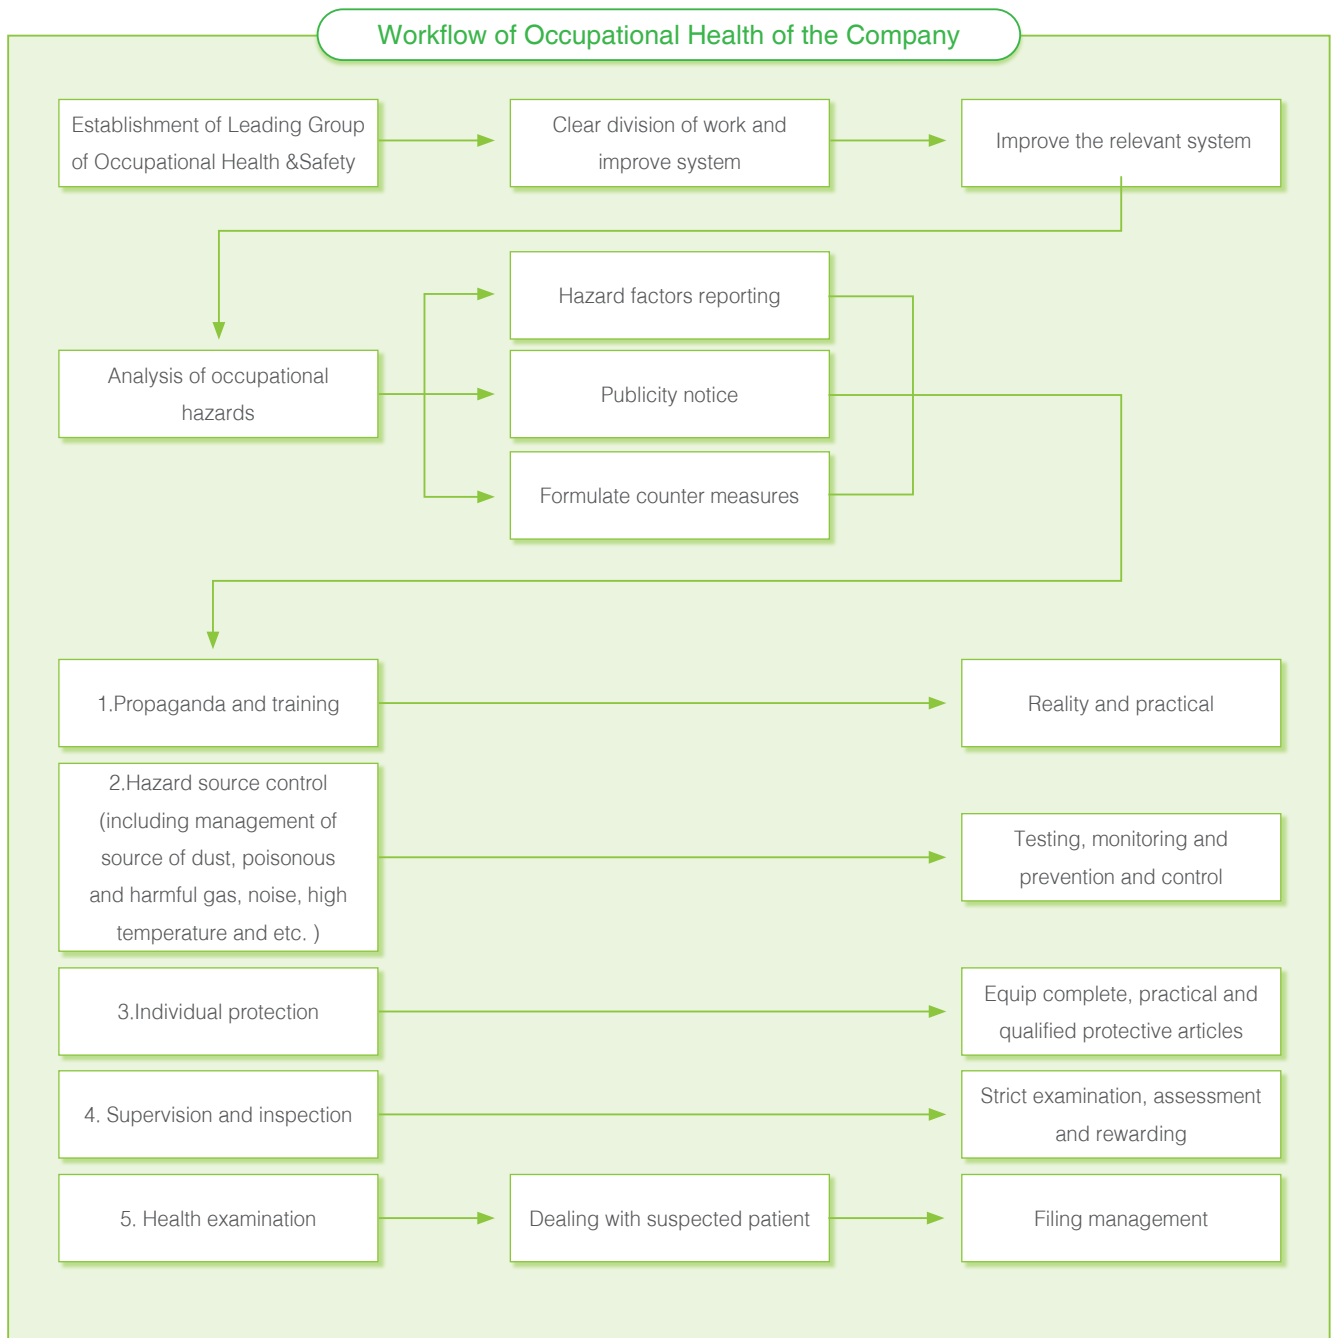 Workflow of Occupational Health of the Company
Establishment of Leading Group
of Occupational Health &Safety
Clear division of work and
improve system
Improve the relevant system
Hazard factors reporting
Analysis of occupational
hazards
Publicity notice
Formulate counter measures
1.Propaganda and training
Reality and practical
2.Hazard source control
(including management of
source of dust, poisonous
and harmful gas, noise, high
temperature and etc. )
Testing, monitoring and
prevention and control
3.Individual protection
Equip complete, practical and
qualified protective articles
4. Supervision and inspection
Strict examination, assessment
and rewarding
5. Health examination
Dealing with suspected patient
Filing management